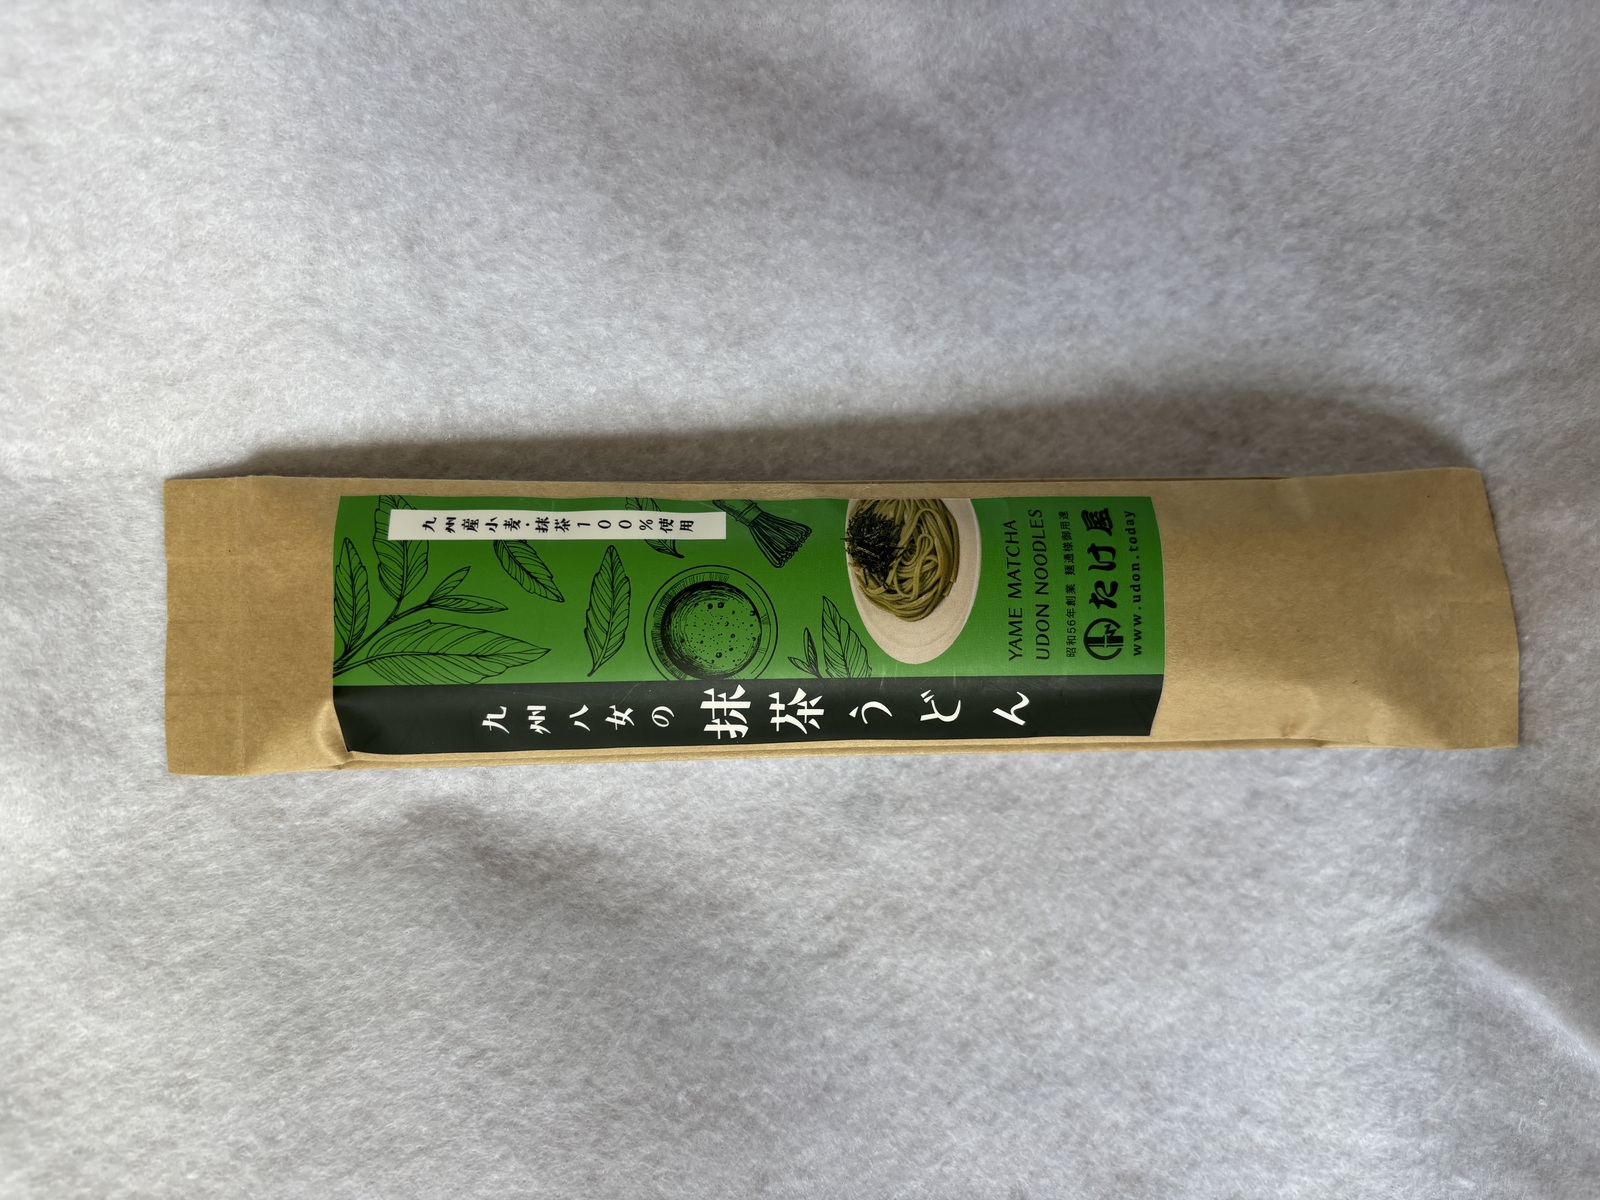 九州産小麦・抹茶100%使用
九州八女の抹茶うどん
YAME MATCHA
UDON NOODLES
昭和56年創業 麺通様御用達
たけ屋
www.udon.today